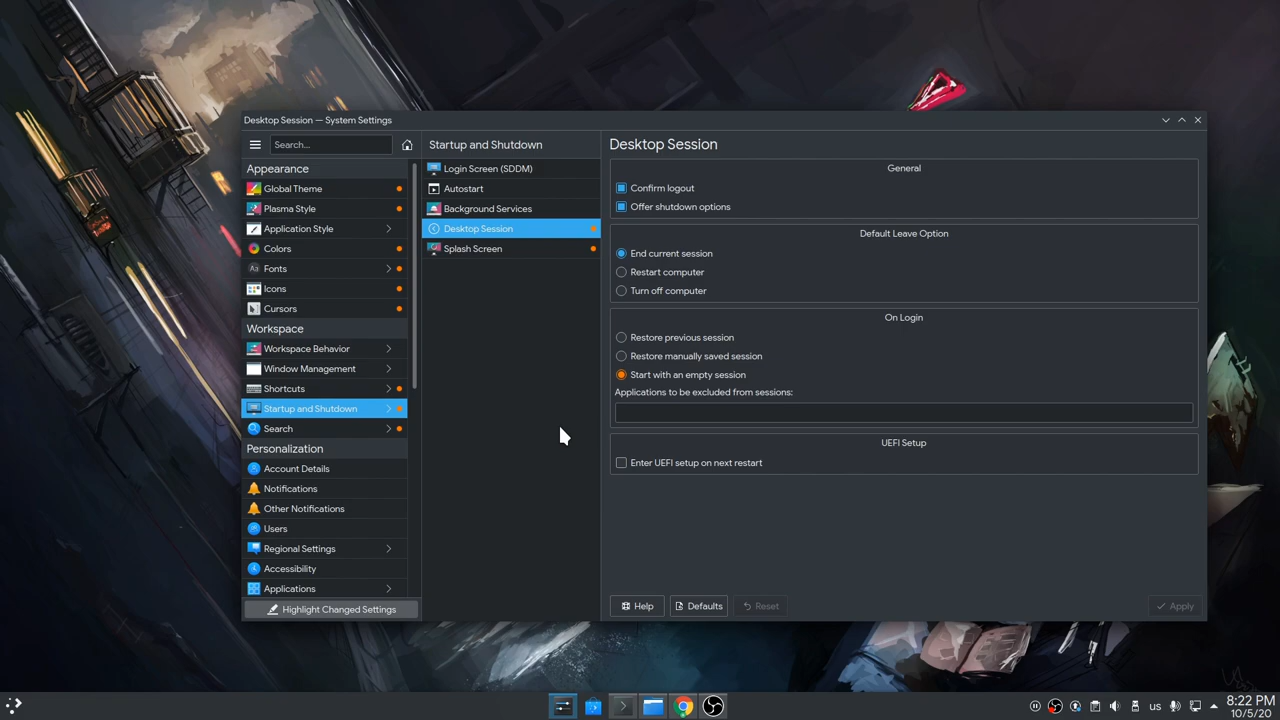 Desktop Session — System Settings
Search...
Appearance
Global Theme
Plasma Style
Application Style
Colors
Fonts
Icons
Cursors
Workspace
Workspace Behavior
Window Management
Shortcuts
Startup and Shutdown
Search
Personalization
Account Details
Notifications
Other Notifications
Users
Regional Settings
Accessibility
Applications
Highlight Changed Settings
Startup and Shutdown
Login Screen (SDDM)
Autostart
Background Services
Desktop Session
Splash Screen
Desktop Session
General
Confirm logout
Offer shutdown options
Default Leave Option
End current session
Restart computer
Turn off computer
On Login
Restore previous session
Restore manually saved session
Start with an empty session
Applications to be excluded from sessions:
UEFI Setup
Enter UEFI setup on next restart
Help
Defaults
Reset
Apply
us
8:22 PM
10/5/20